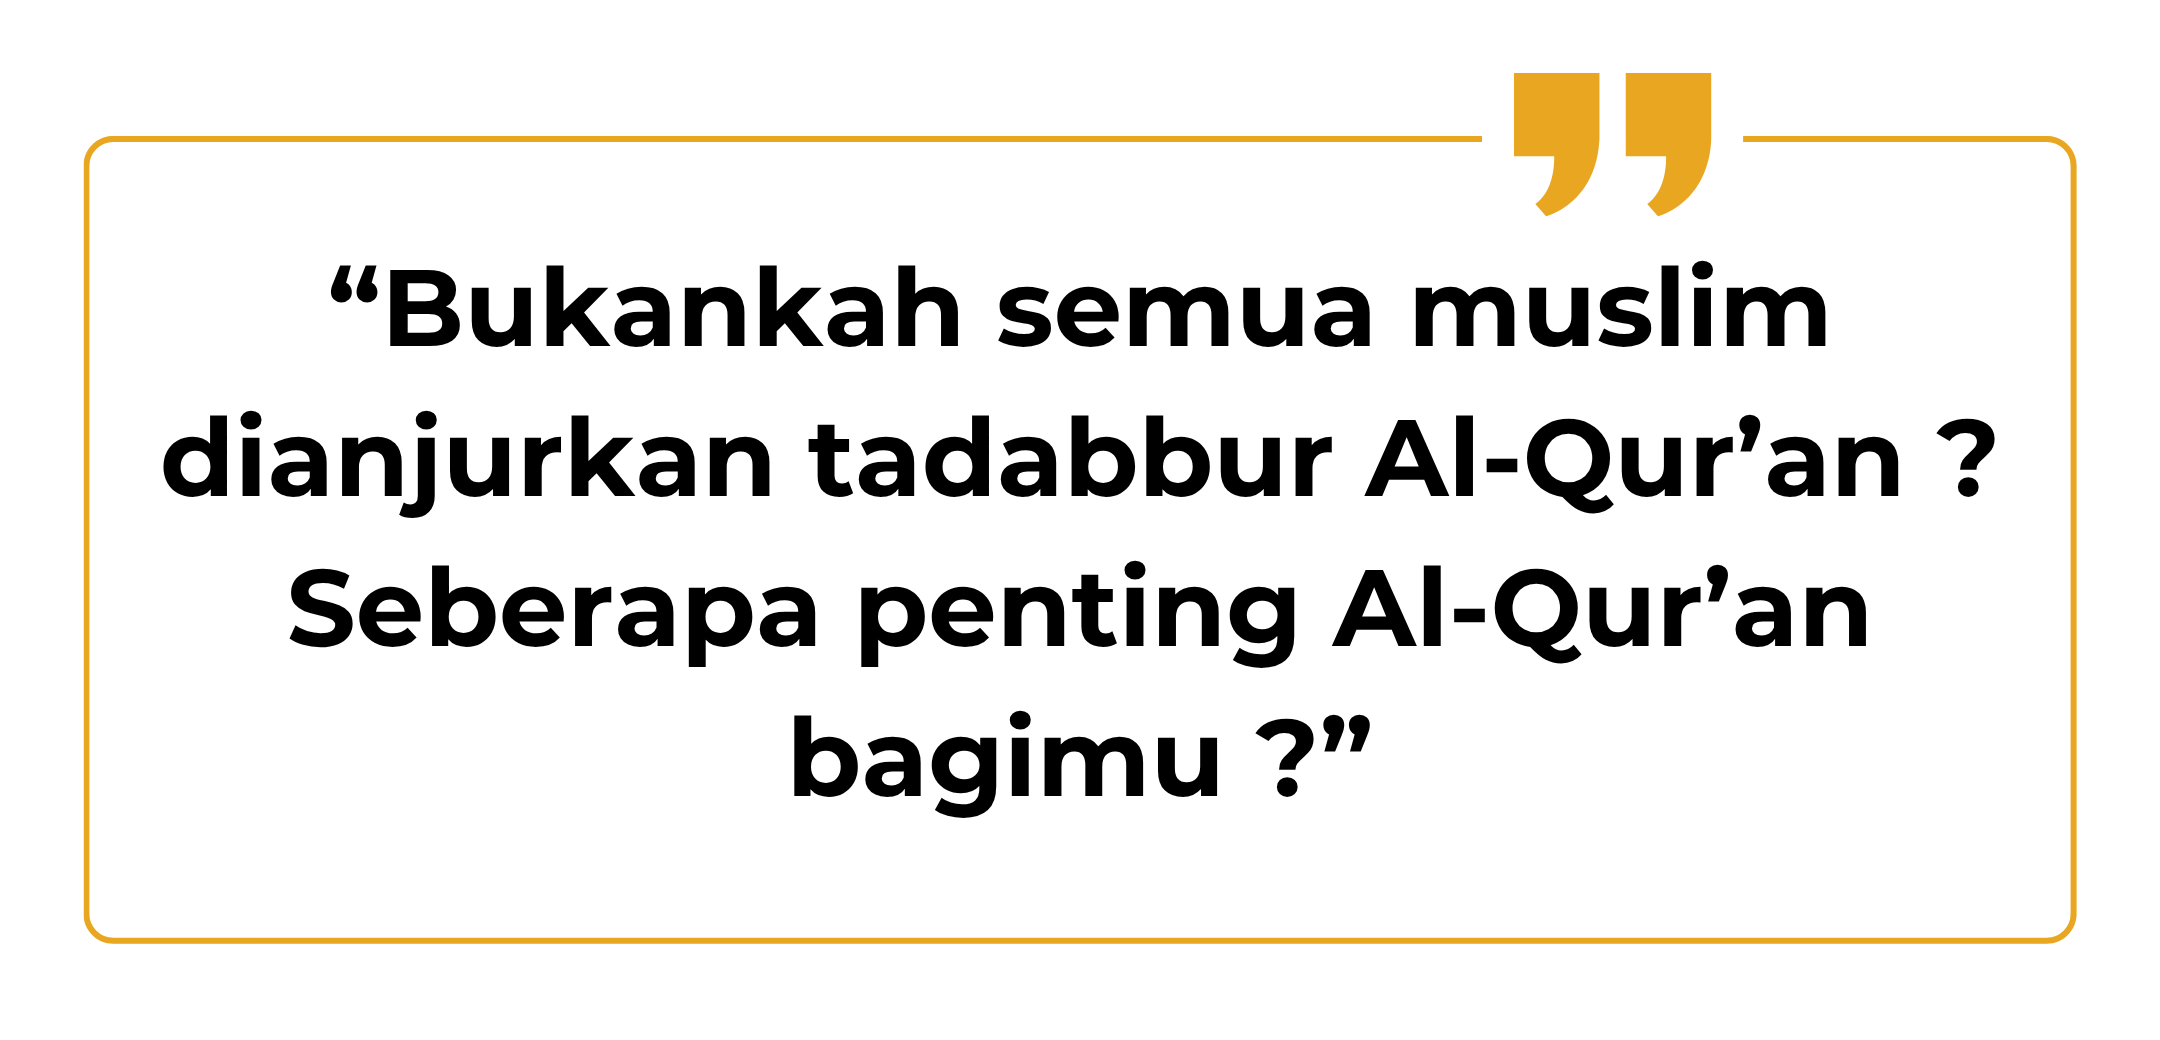 “Bukankah semua muslim
dianjurkan tadabbur Al-Qur’an ?
Seberapa penting Al-Qur’an
bagimu ?”